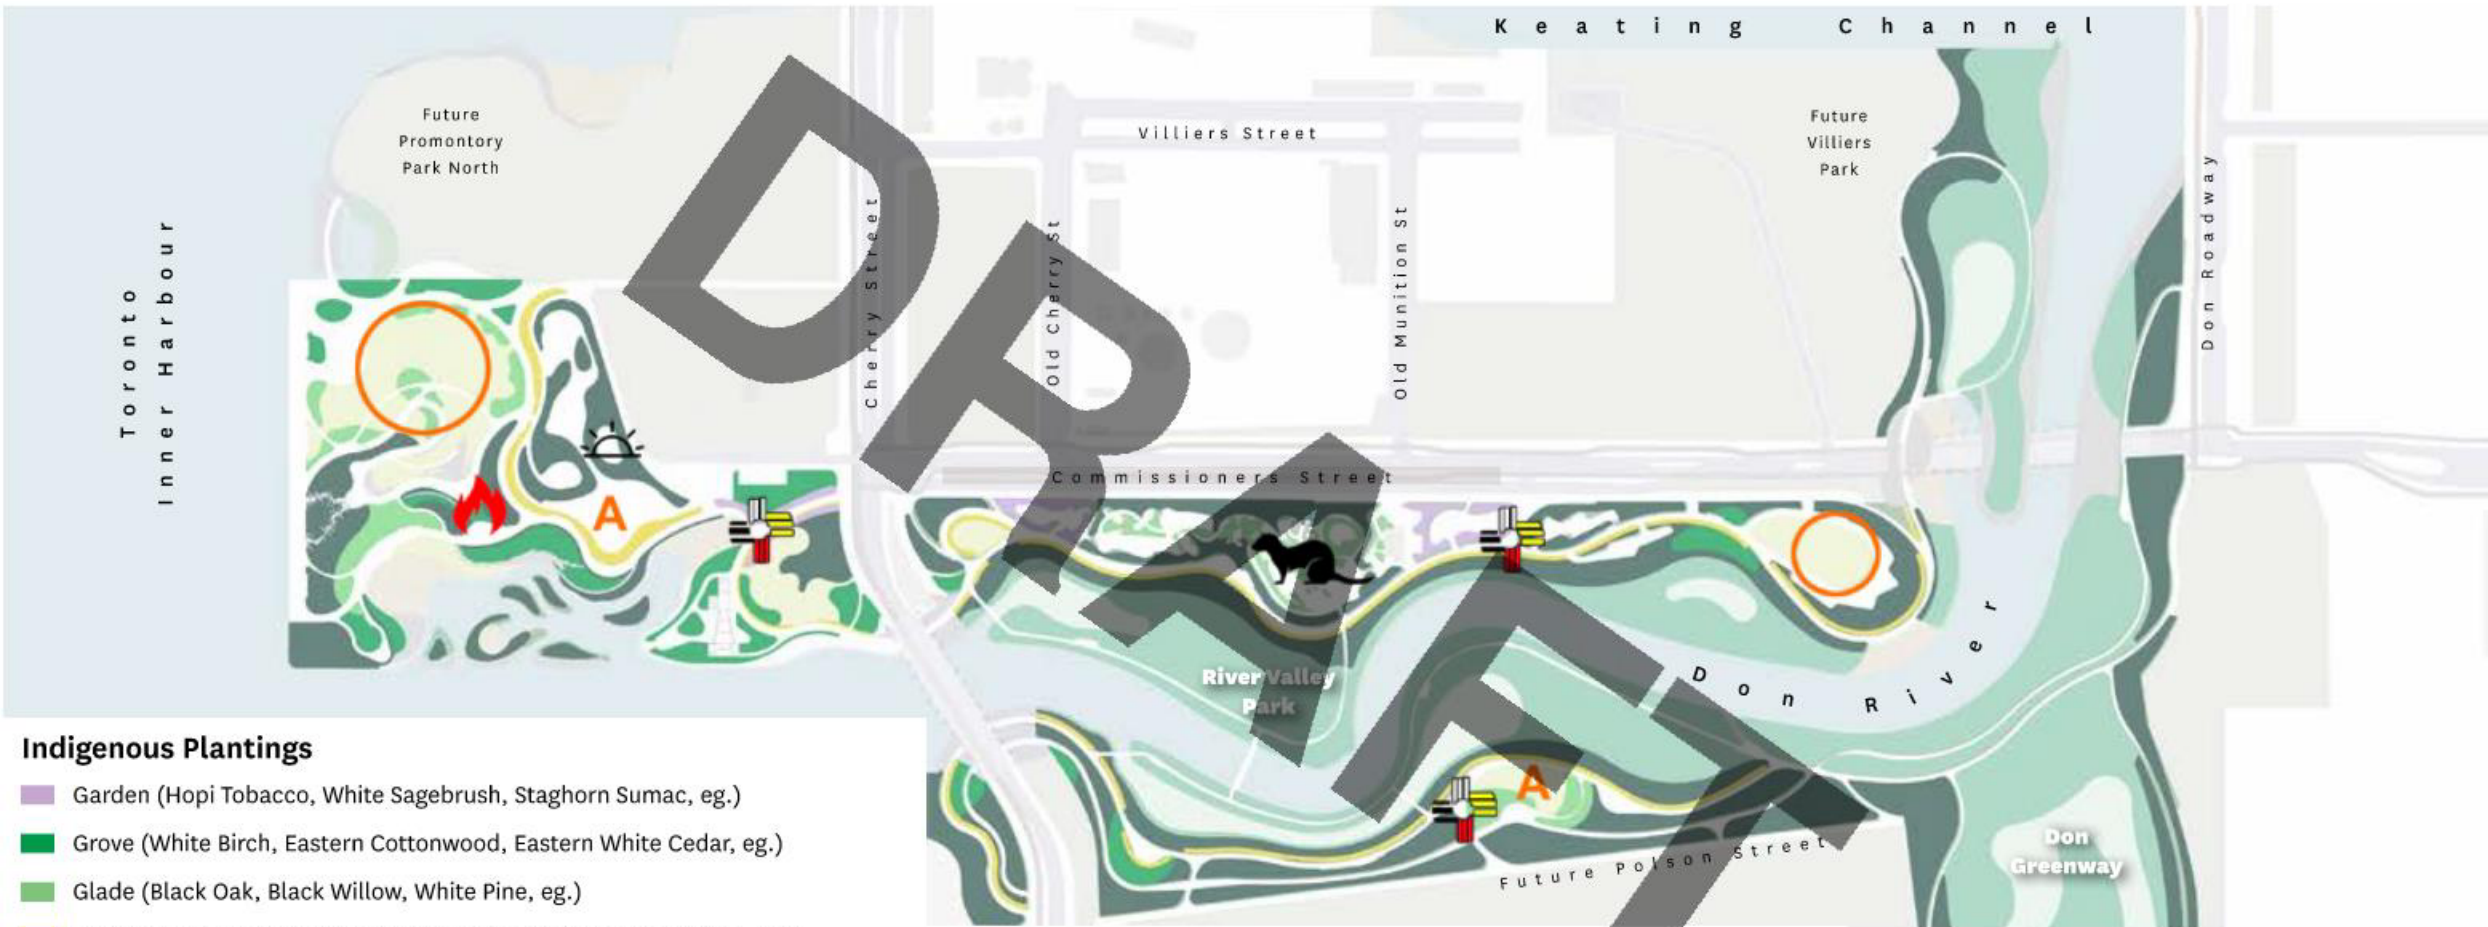 Keating Channel
Future
Promontory
Park North
Villiers Street
Future
Villiers
Park
Toronto
Inner Harbour
Cherry Street
Old Cherry St
Old Munition St
Don Roadway
DRAFT
Commissioners Street
A
River Valley
Park
Don River
A
Future Polson Street
Don
Greenway
Indigenous Plantings
Garden (Hopi Tobacco, White Sagebrush, Staghorn Sumac, eg.)
Grove (White Birch, Eastern Cottonwood, Eastern White Cedar, eg.)
Glade (Black Oak, Black Willow, White Pine, eg.)